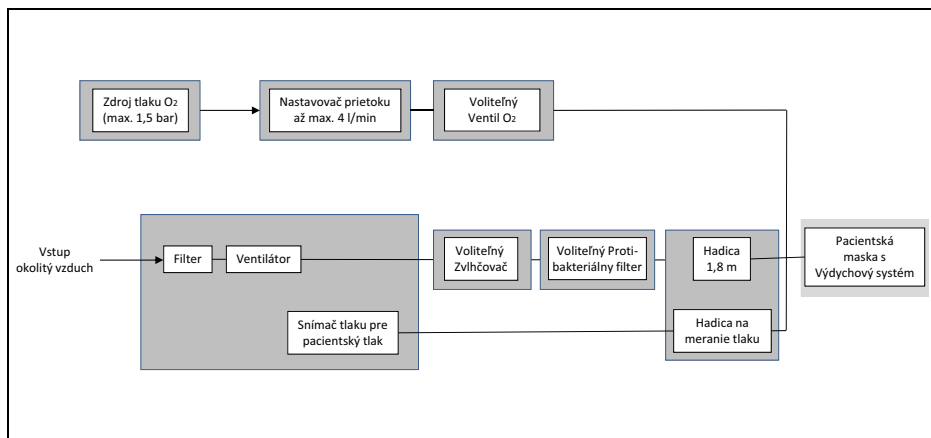 Zdroj tlaku O₂
(max. 1,5 bar)
Nastavovač prietoku
až max. 4 l/min
Voliteľný
Ventil O₂
Vstup
okolitý vzduch
Filter
Ventilátor
Voliteľný
Zvlhčovač
Voliteľný Proti-
bakteriálny filter
Hadica
1,8 m
Pacientská
maska s
Výdychový systém
Snímač tlaku pre
pacientský tlak
Hadica na
meranie tlaku